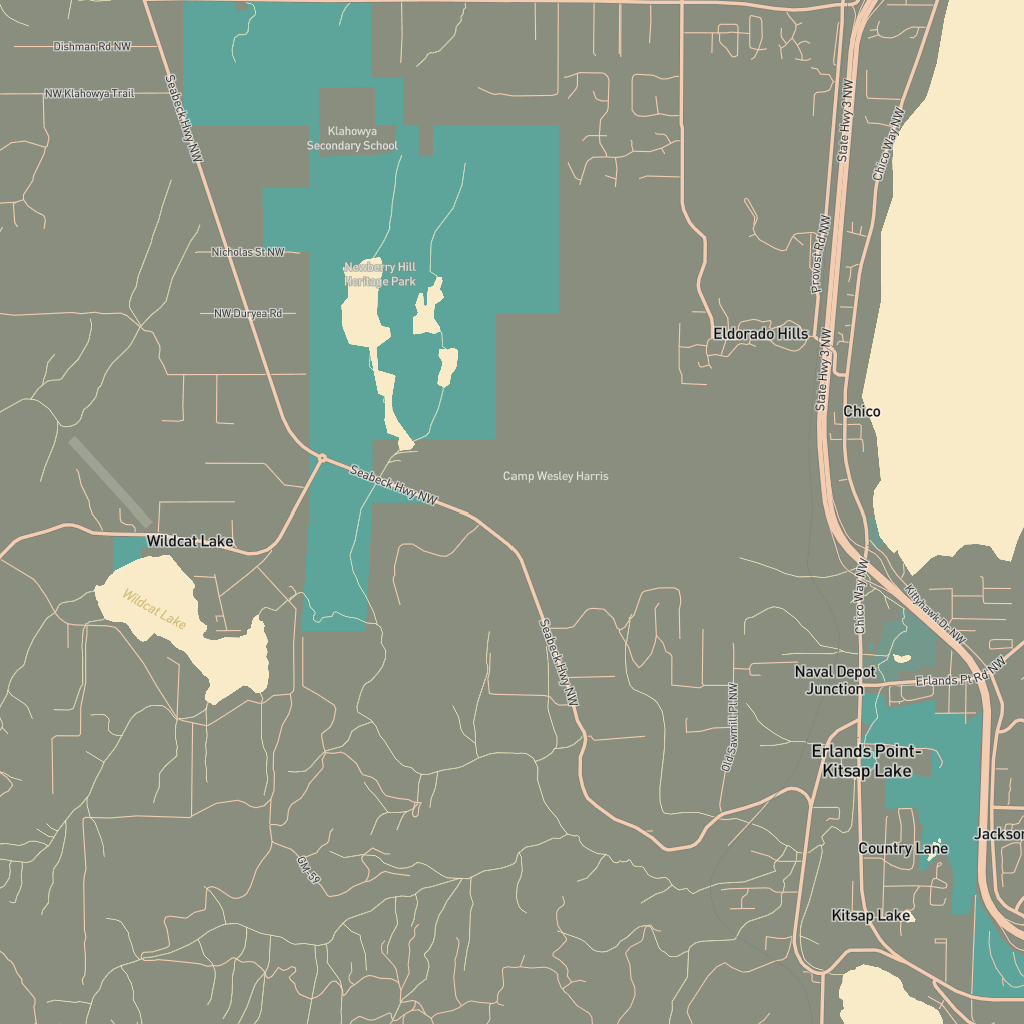 Dishman Rd NW
NW Klahowya Trail
Seabeck Hwy NW
State Hwy 3 NW
Chico Way NW
Klahowya
Secondary School
Nicholas St NW
Newberry Hill
Heritage Park
Provost Rd NW
NW Duryea Rd
Eldorado Hills
State Hwy 3 NW
Chico
Camp Wesley Harris
Seabeck Hwy NW
Wildcat Lake
Wildcat Lake
Chico Way NW
Kittyhawk Dr NW
Seabeck Hwy NW
Naval Depot
Junction
Erlands Pt Rd NW
Old Sawmill Pl NW
Erlands Point-
Kitsap Lake
Jackson
Country Lane
GM-59
Kitsap Lake